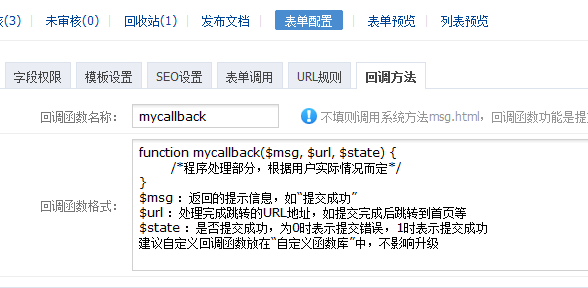 (3) 未审核(0) 回收站(1) 发布文档 表单配置 表单预览 列表预览
字段权限 模板设置 SEO设置 表单调用 URL规则 回调方法
回调函数名称： mycallback 不填则调用系统方法msg.html，回调函数功能是提
回调函数格式：
function mycallback($msg, $url, $state) {
/*程序处理部分，根据用户实际情况而定*/
}
$msg ：返回的提示信息，如“提交成功”
$url ：处理完成跳转的URL地址，如提交完成后跳转到首页等
$state ：是否提交成功，为0时表示提交错误，1时表示提交成功
建议自定义回调函数放在“自定义函数库”中，不影响升级